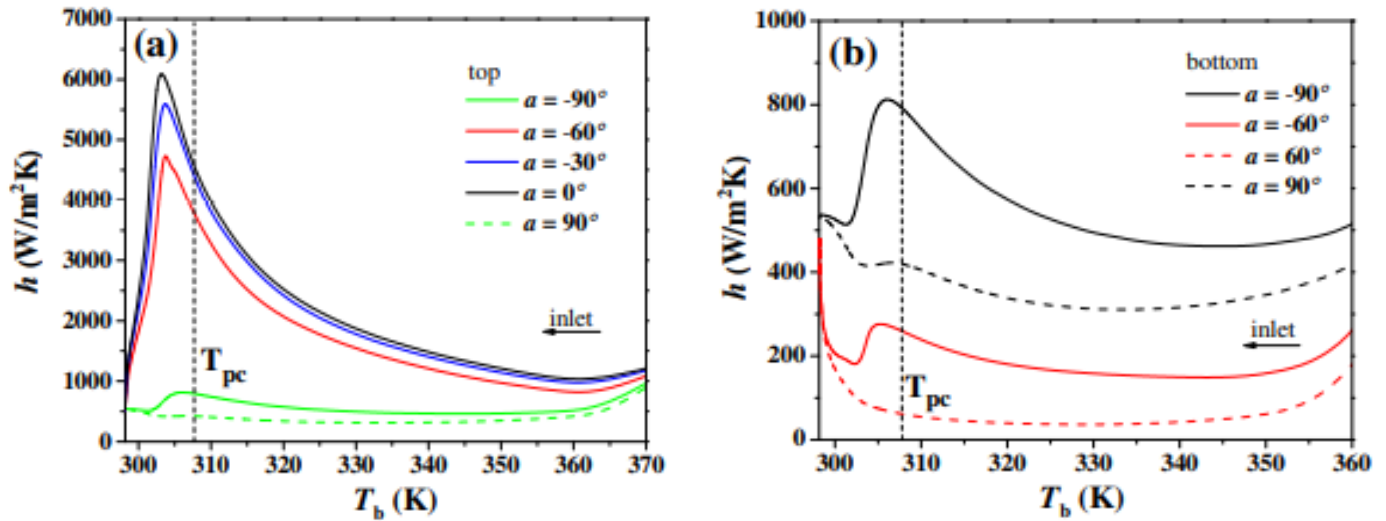 (a)
top
a = -90°
a = -60°
a = -30°
a = 0°
a = 90°
inlet
Tpc
7000
6000
5000
4000
3000
2000
1000
0
h (W/m²K)
300 310 320 330 340 350 360 370
Tb (K)
(b)
bottom
a = -90°
a = -60°
a = 60°
a = 90°
inlet
Tpc
1000
800
600
400
200
0
h (W/m²K)
300 310 320 330 340 350 360
Tb (K)